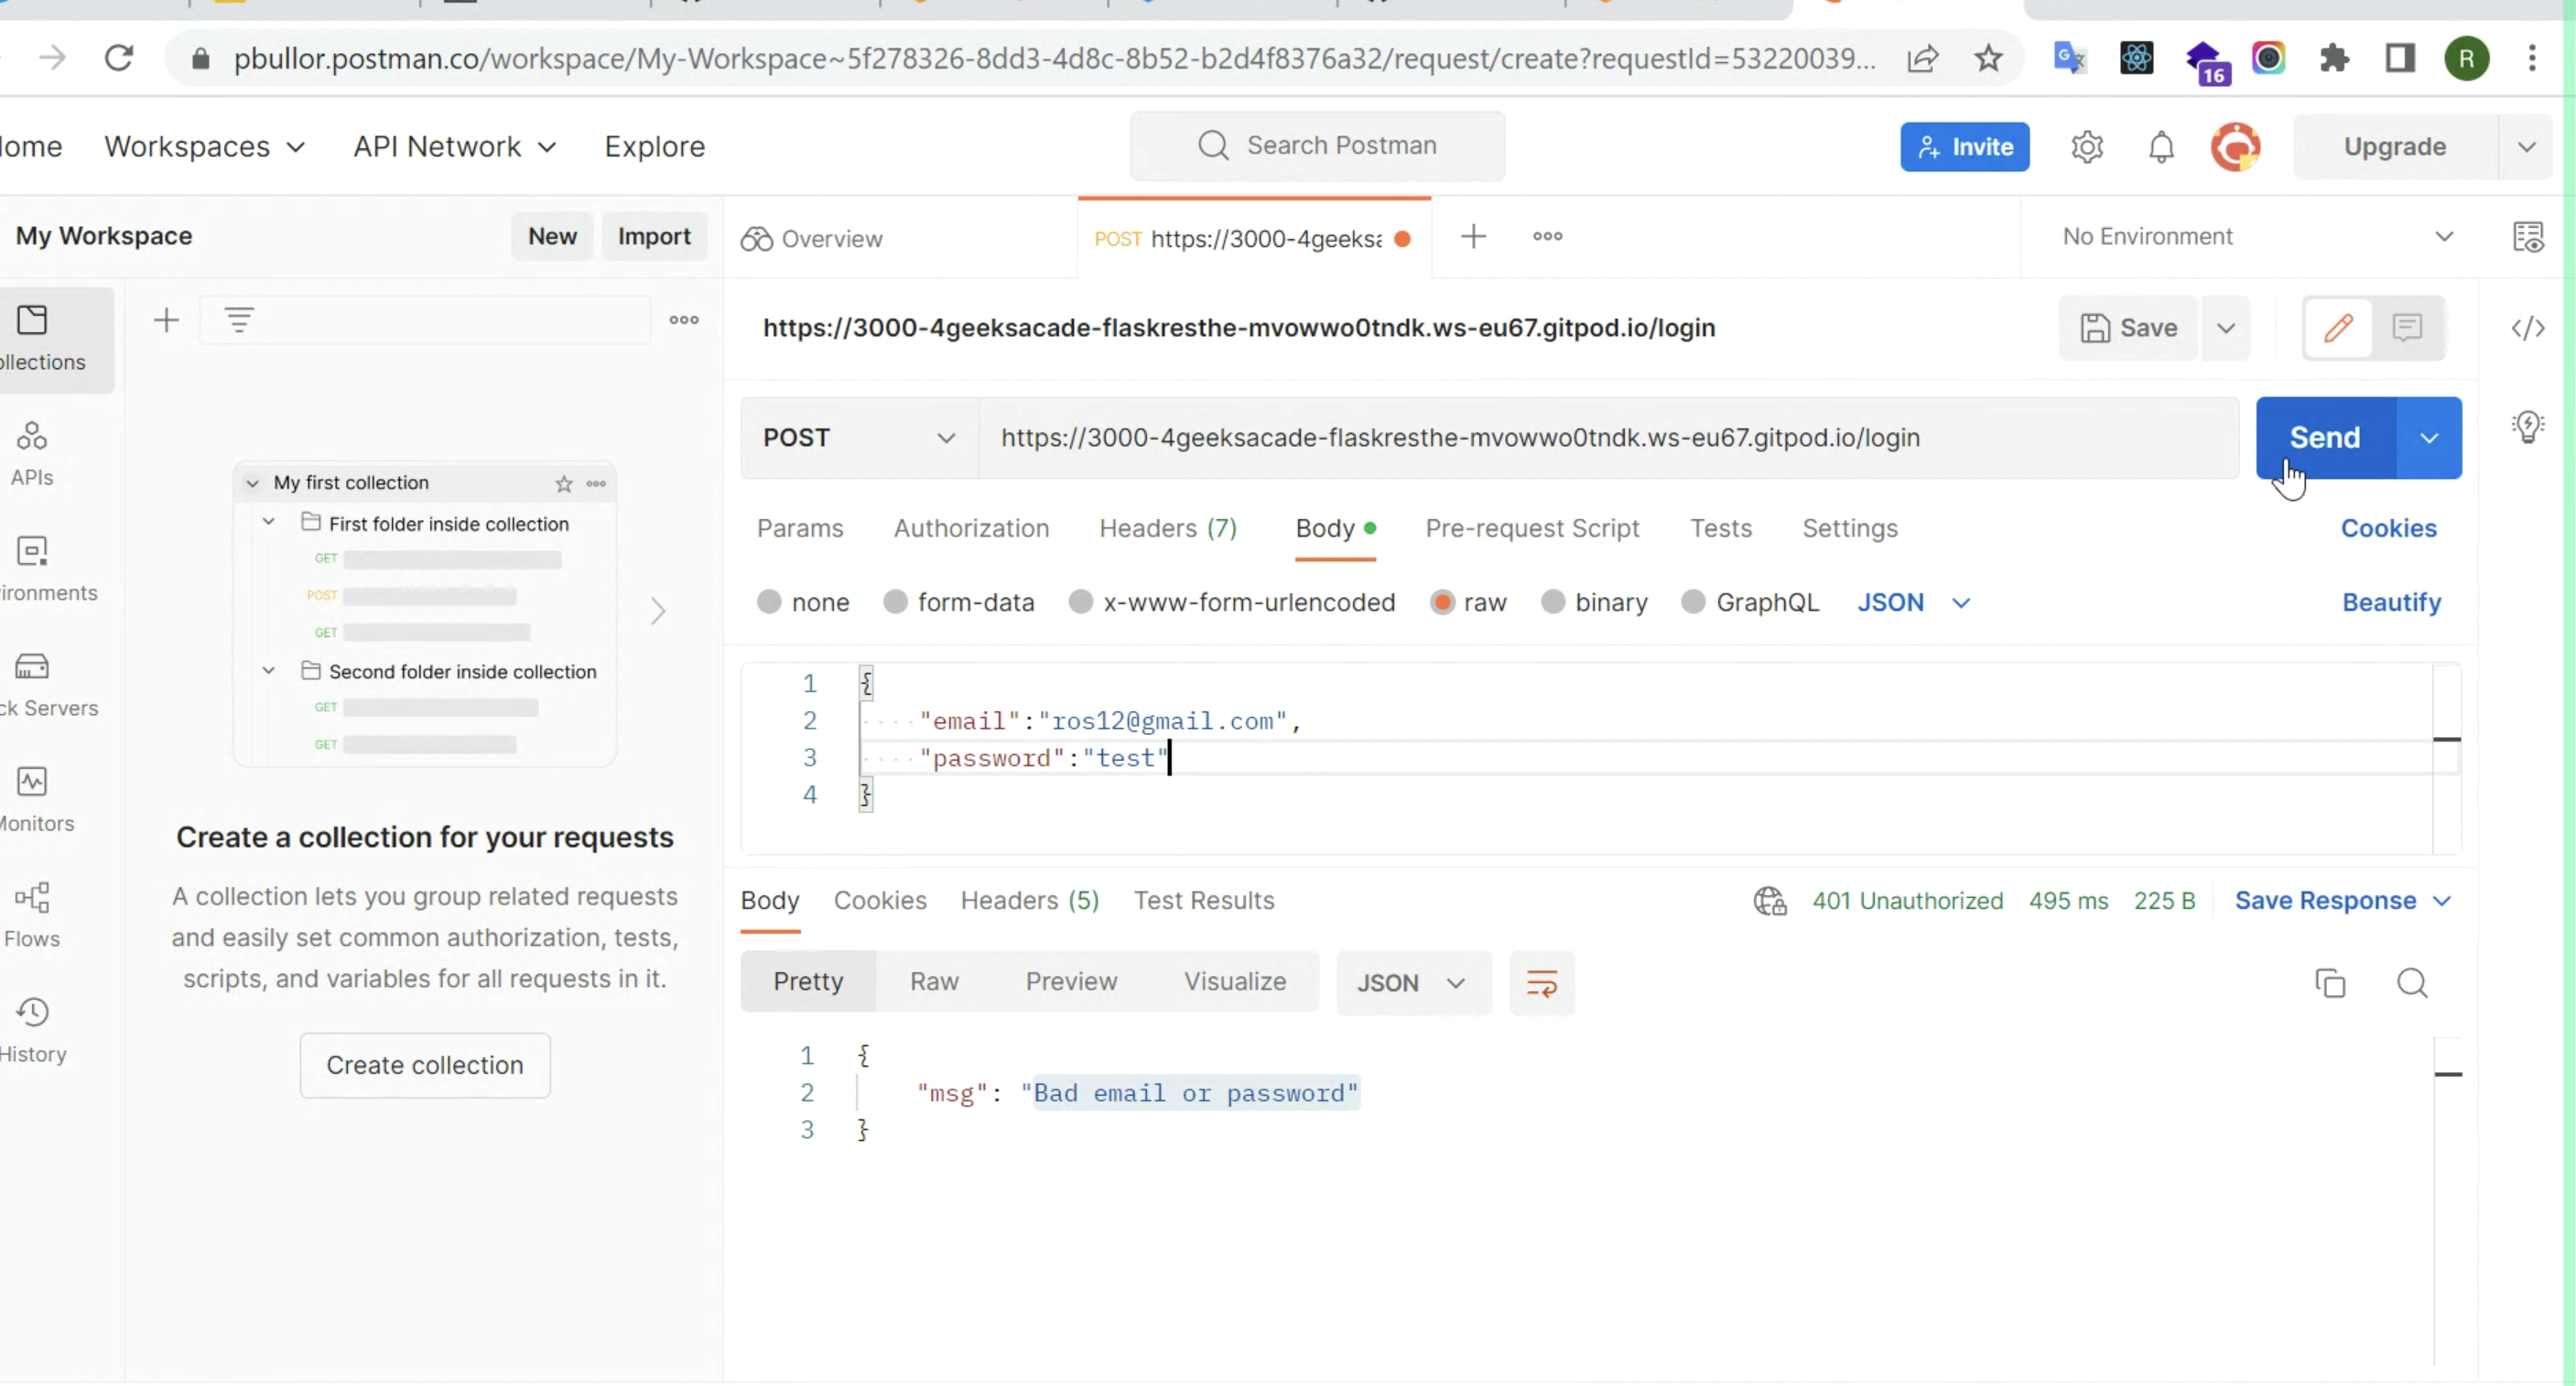 pbullor.postman.co/workspace/My-Workspace~5f278326-8dd3-4d8c-8b52-b2d4f8376a32/request/create?requestId=53220039...
16
R
ome
Workspaces
API Network
Explore
Search Postman
Invite
Upgrade
My Workspace
New
Import
Overview
POST https://3000-4geeksa
No Environment
ollections
APIs
ironments
ck Servers
Monitors
Flows
History
My first collection
First folder inside collection
GET
POST
GET
Second folder inside collection
GET
GET
Create a collection for your requests
A collection lets you group related requests
and easily set common authorization, tests,
scripts, and variables for all requests in it.
Create collection
https://3000-4geeksacade-flaskresthe-mvowwo0tndk.ws-eu67.gitpod.io/login
Save
POST
https://3000-4geeksacade-flaskresthe-mvowwo0tndk.ws-eu67.gitpod.io/login
Send
Params
Authorization
Headers (7)
Body
Pre-request Script
Tests
Settings
Cookies
none
form-data
x-www-form-urlencoded
raw
binary
GraphQL
JSON
Beautify
1 {
2 "email":"ros12@gmail.com",
3 "password":"test"
4 }
Body
Cookies
Headers (5)
Test Results
401 Unauthorized
495 ms
225 B
Save Response
Pretty
Raw
Preview
Visualize
JSON
1 {
2 "msg": "Bad email or password"
3 }